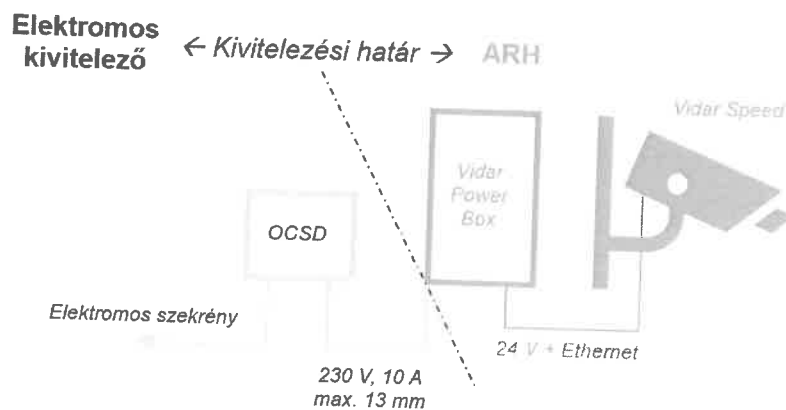 Elektromos
kivitelező
← Kivitelezési határ →
ARH
Vidar Speed
Vidar
Power
Box
OCSD
Elektromos szekrény
24 V + Ethernet
230 V, 10 A
max. 13 mm